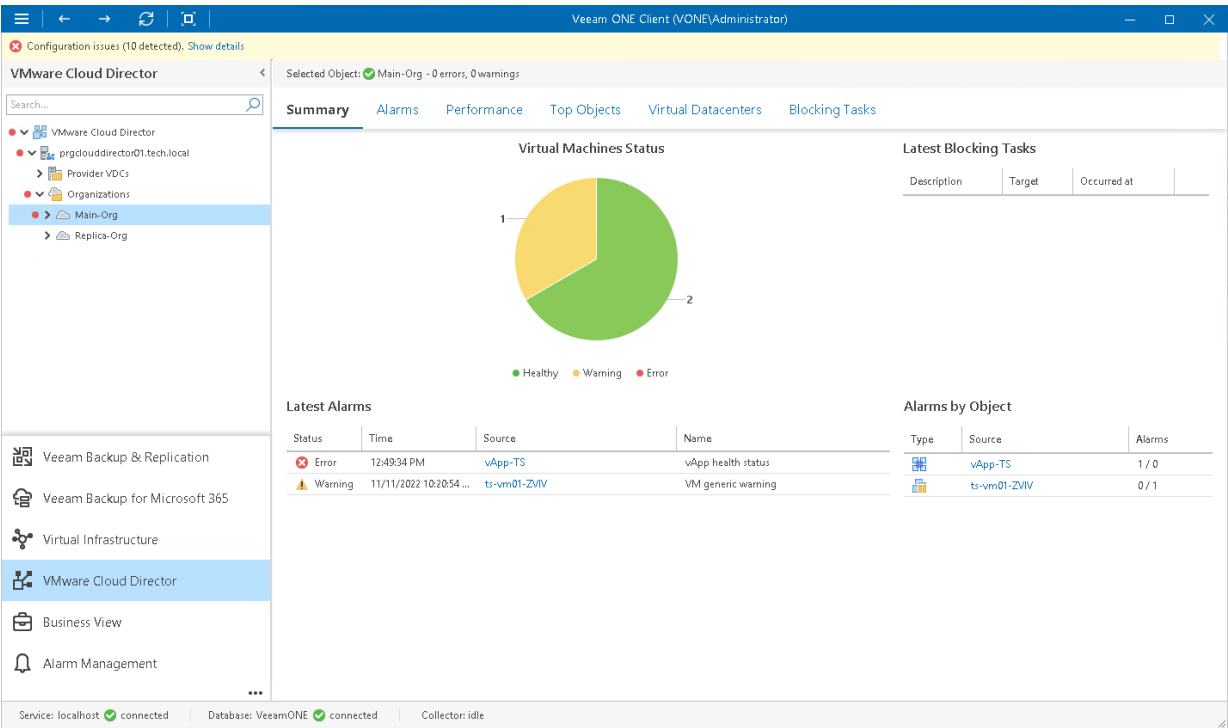 Veeam ONE Client (VONE\Administrator)
Configuration issues (10 detected). Show details
VMware Cloud Director
Search...
VMware Cloud Director
prgclouddirector01.tech.local
Provider VDCs
Organizations
Main-Org
Replica-Org
Veeam Backup & Replication
Veeam Backup for Microsoft 365
Virtual Infrastructure
VMware Cloud Director
Business View
Alarm Management
Selected Object: Main-Org - 0 errors, 0 warnings
Summary Alarms Performance Top Objects Virtual Datacenters Blocking Tasks
Virtual Machines Status
1
2
Healthy Warning Error
Latest Blocking Tasks
Description Target Occurred at
Latest Alarms
Status Time Source Name
Error 12:49:34 PM vApp-TS vApp health status
Warning 11/11/2022 10:20:54 ... ts-vm01-ZVIV VM generic warning
Alarms by Object
Type Source Alarms
vApp-TS 1 / 0
ts-vm01-ZVIV 0 / 1
Service: localhost connected Database: VeeamONE connected Collector: idle